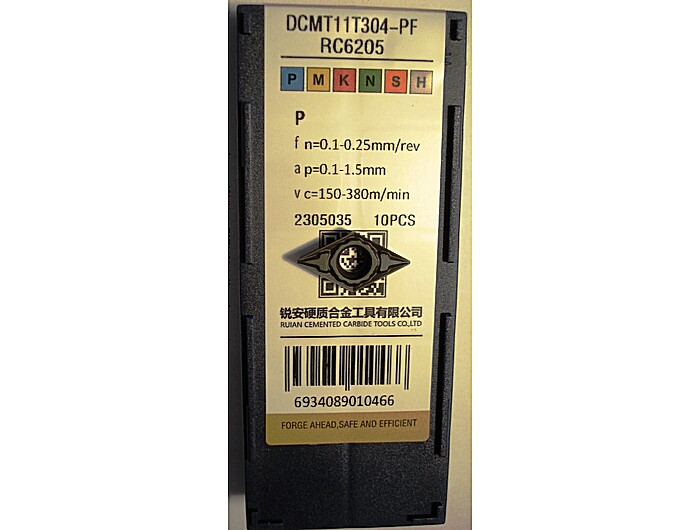 DCMT11T304-PF
RC6205
P M K N S H
P
f n=0.1-0.25mm/rev
a p=0.1-1.5mm
v c=150-380m/min
2305035 10PCS
锐安硬质合金工具有限公司
RUIAN CEMENTED CARBIDE TOOLS CO,LTD
6934089010466
FORGE AHEAD,SAFE AND EFFICIENT